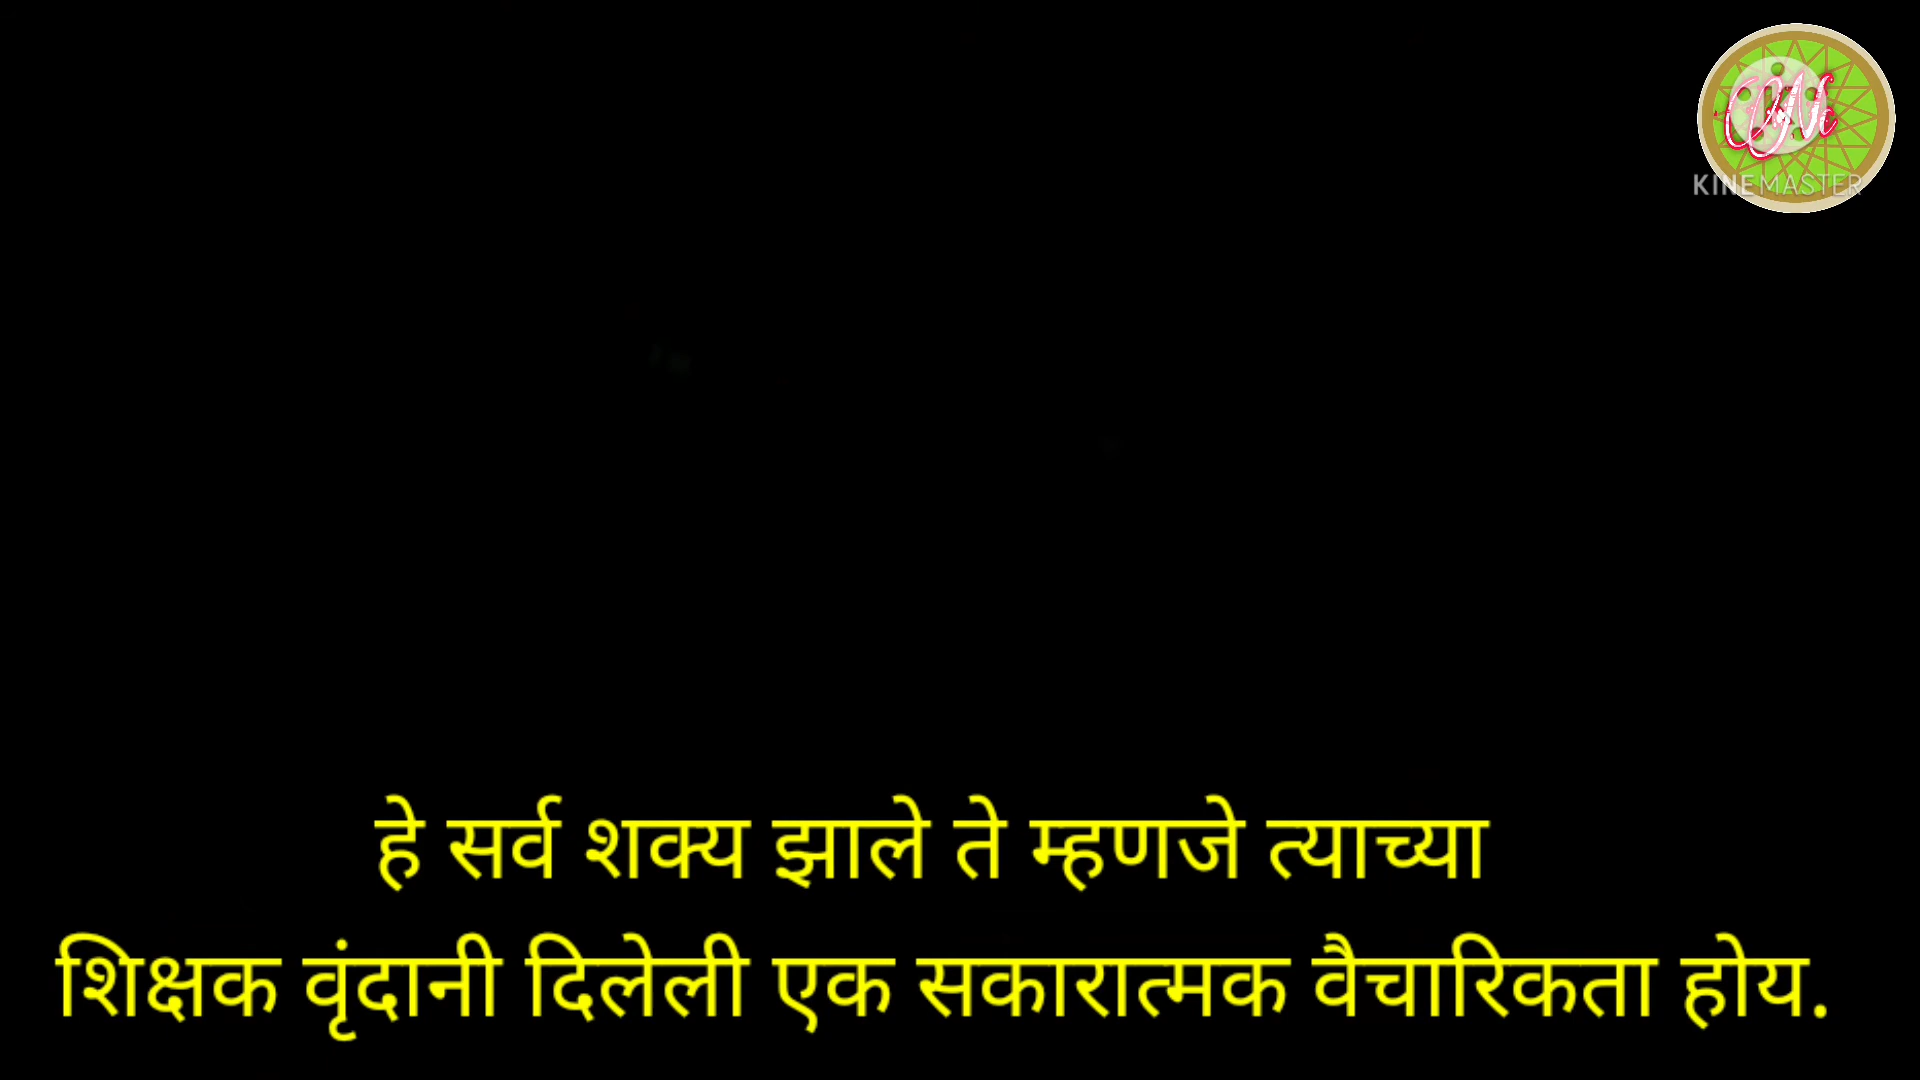 KINEMASTER
हे सर्व शक्य झाले ते म्हणजे त्याच्या
शिक्षक वृंदानी दिलेली एक सकारात्मक वैचारिकता होय.